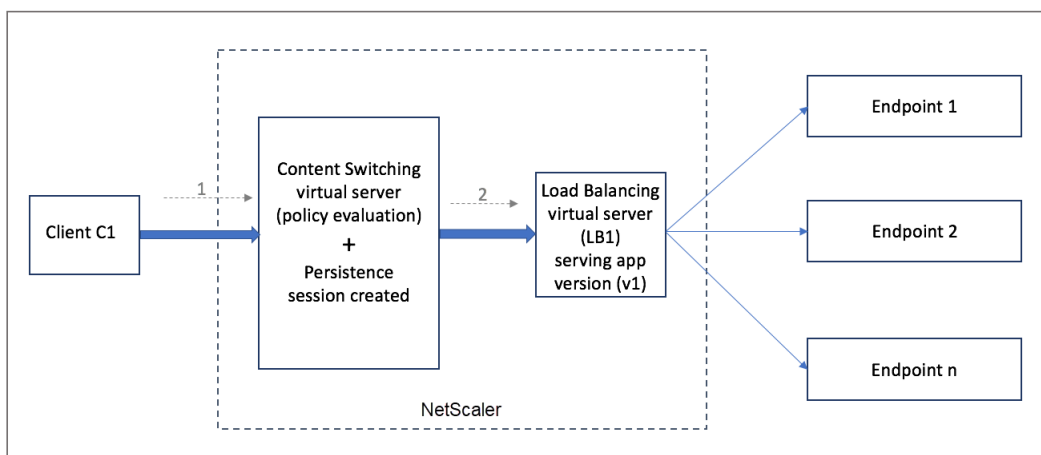 Client C1
1
Content Switching
virtual server
(policy evaluation)
+
Persistence
session created
2
Load Balancing
virtual server
(LB1)
serving app
version (v1)
Endpoint 1
Endpoint 2
Endpoint n
NetScaler